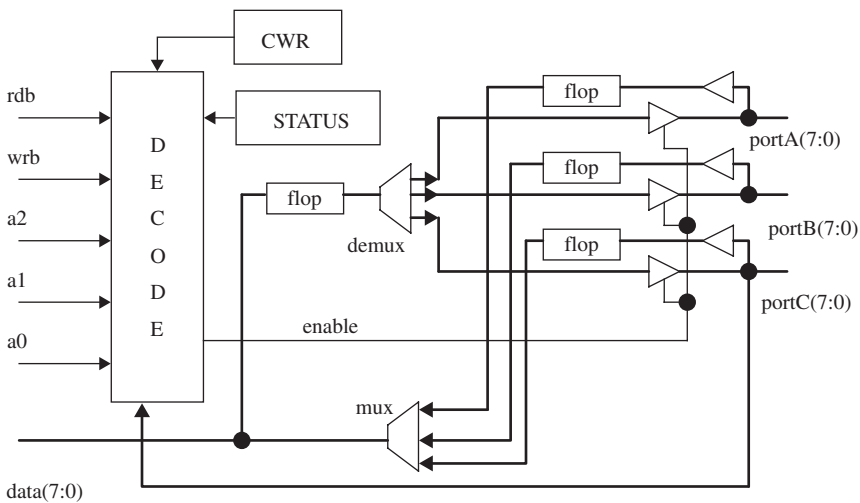 CWR
rdb
STATUS
flop
D
E
C
O
D
E
portA(7:0)
wrb
flop
flop
a2
demux
flop
portB(7:0)
a1
portC(7:0)
enable
a0
mux
data(7:0)